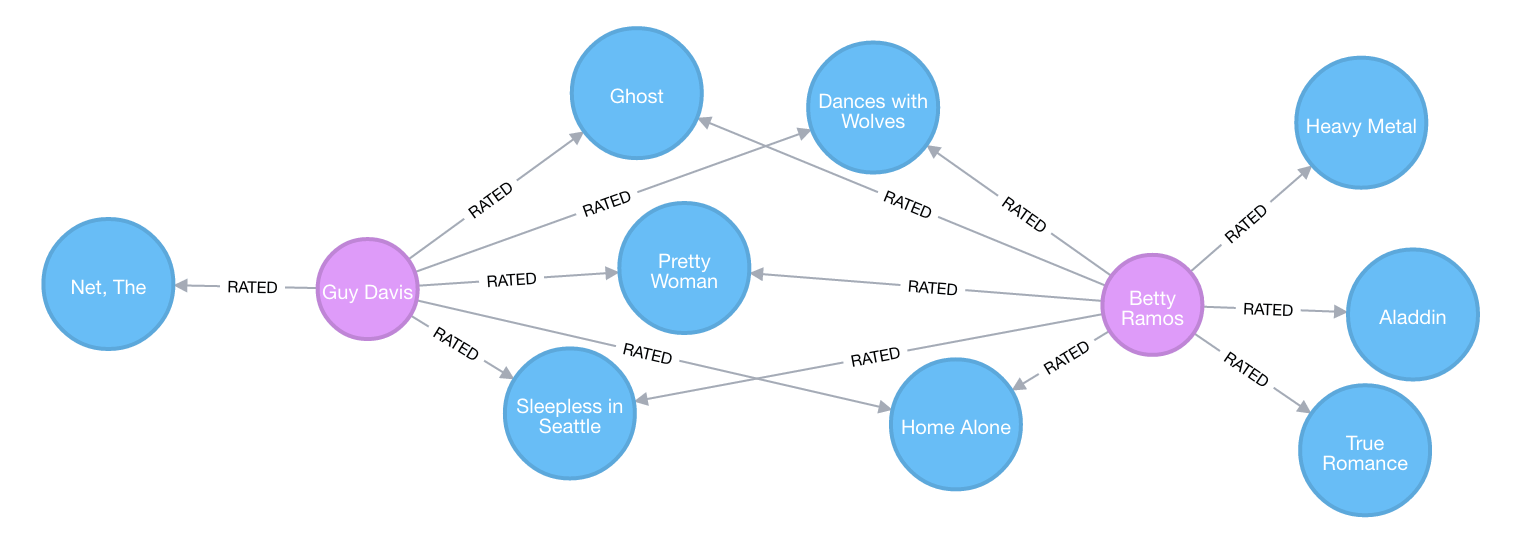 Ghost
Dances with
Wolves
Heavy Metal
RATED
RATED
RATED
RATED
RATED
Net, The
RATED
Guy Davis
RATED
Pretty
Woman
RATED
Betty
Ramos
RATED
Aladdin
RATED
RATED
RATED
RATED
RATED
Sleepless in
Seattle
Home Alone
True
Romance